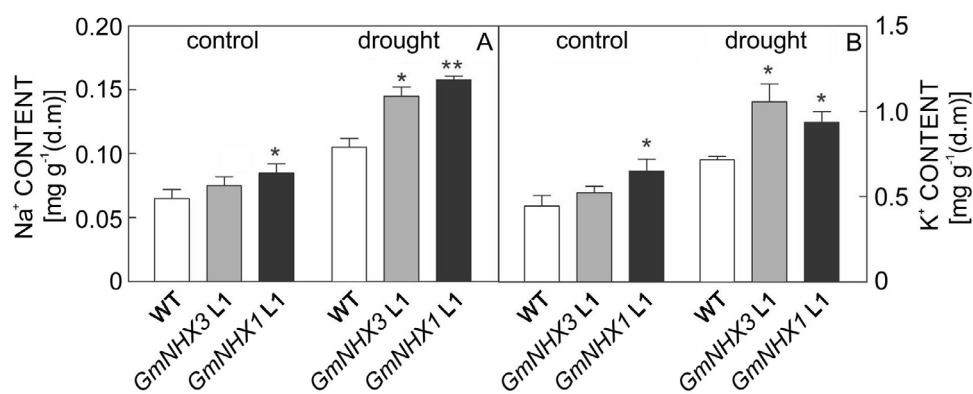 Na⁺ CONTENT
[mg g⁻¹(d.m)]
0.20
0.15
0.10
0.05
0
control
drought
A
*
*
**
WT
GmNHX3 L1
GmNHX1 L1
WT
GmNHX3 L1
GmNHX1 L1
control
drought
B
*
*
*
WT
GmNHX3 L1
GmNHX1 L1
WT
GmNHX3 L1
GmNHX1 L1
1.5
1.0
0.5
0
K⁺ CONTENT
[mg g⁻¹(d.m)]